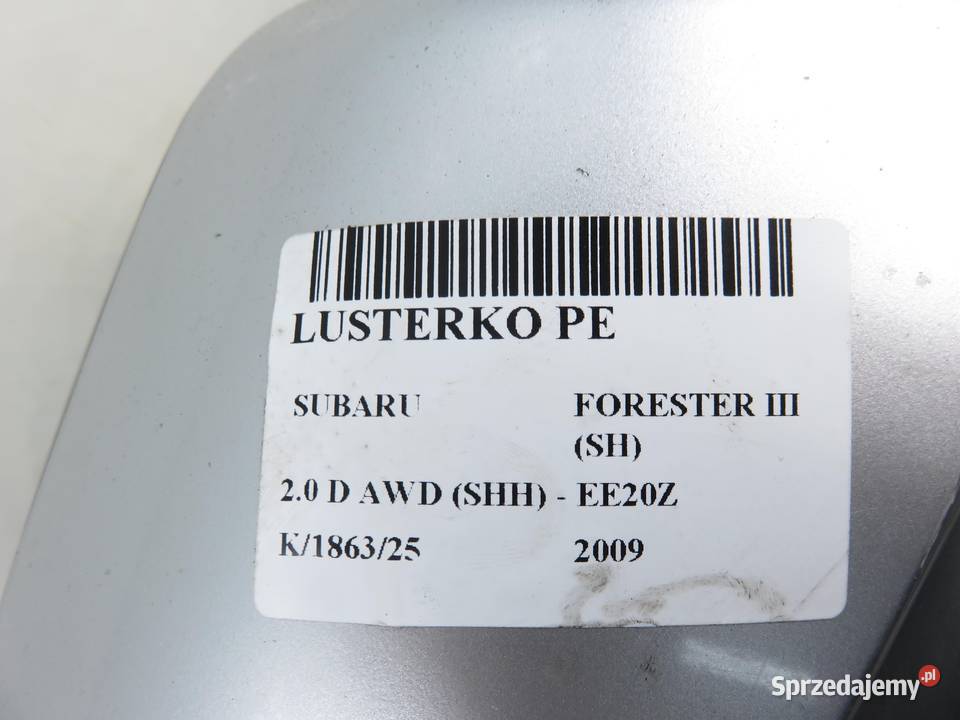 LUSTERKO PE
SUBARU FORESTER III
(SH)
2.0 D AWD (SHH) - EE20Z
K/1863/25 2009
Sprzedajemy.pl